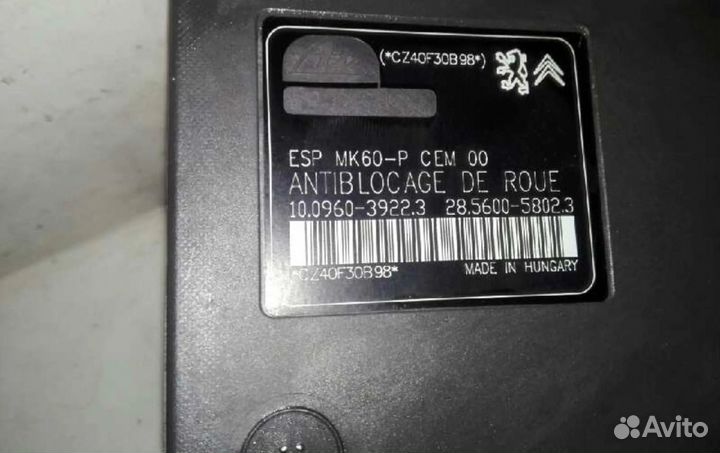 (*CZ40F30B98*)
ESP MK60-P CEM 00
ANTIBLOCAGE DE ROUE
10.0960-3922.3 28.5600-5802.3
*CZ40F30B98*
MADE IN HUNGARY
Avito